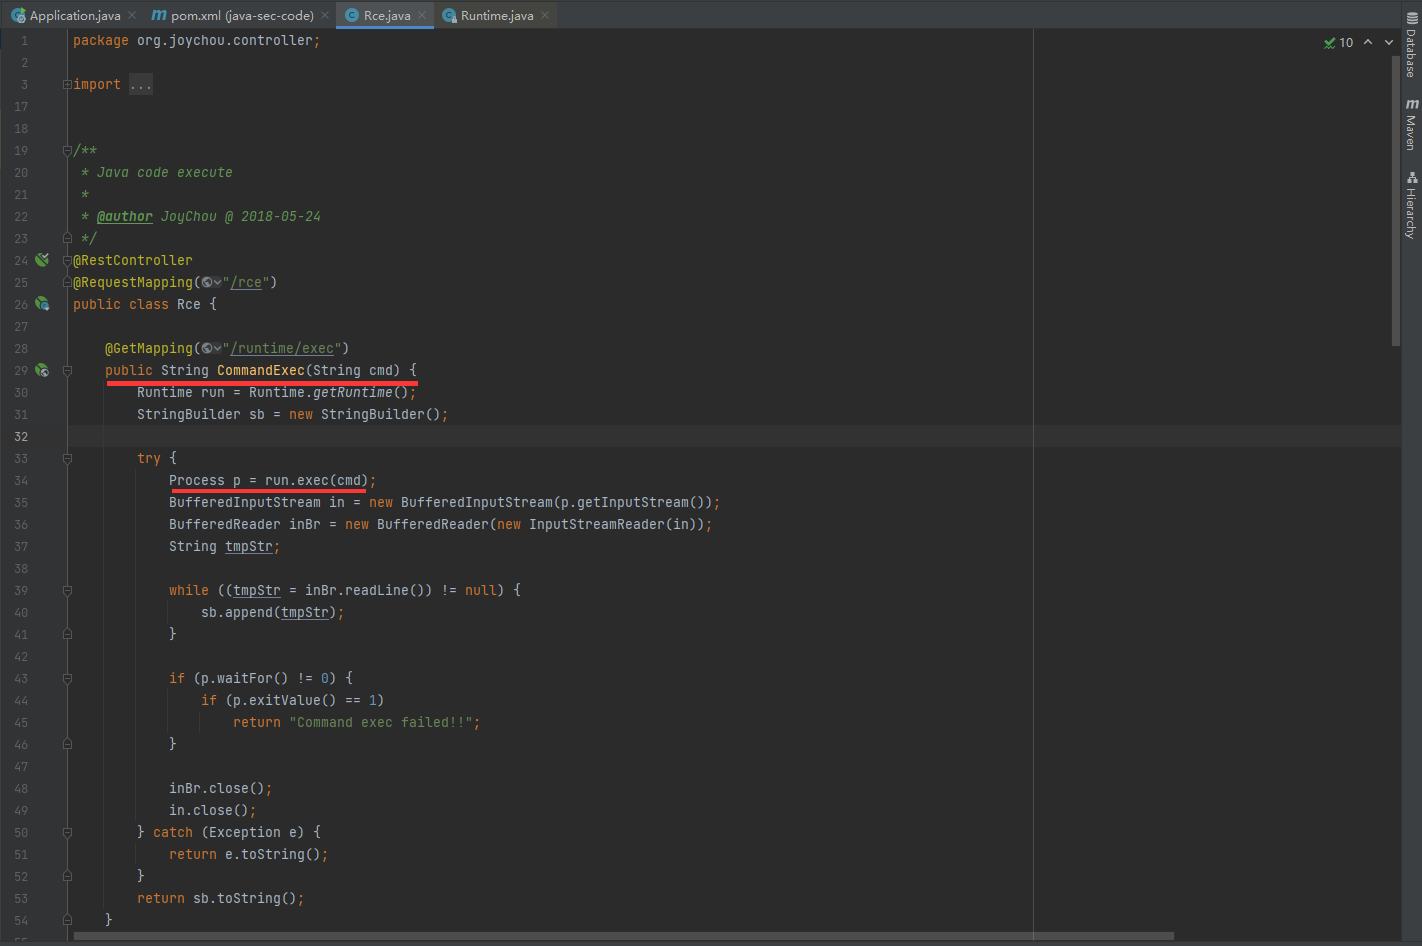 Application.java
pom.xml (java-sec-code)
Rce.java
Runtime.java
1 package org.joychou.controller;
2
3 import ...
17
18
19 /**
20 * Java code execute
21 *
22 * @author JoyChou @ 2018-05-24
23 */
24 @RestController
25 @RequestMapping("/rce")
26 public class Rce {
27
28 @GetMapping("/runtime/exec")
29 public String CommandExec(String cmd) {
30 Runtime run = Runtime.getRuntime();
31 StringBuilder sb = new StringBuilder();
32
33 try {
34 Process p = run.exec(cmd);
35 BufferedInputStream in = new BufferedInputStream(p.getInputStream());
36 BufferedReader inBr = new BufferedReader(new InputStreamReader(in));
37 String tmpStr;
38
39 while ((tmpStr = inBr.readLine()) != null) {
40 sb.append(tmpStr);
41 }
42
43 if (p.waitFor() != 0) {
44 if (p.exitValue() == 1)
45 return "Command exec failed!!";
46 }
47
48 inBr.close();
49 in.close();
50 } catch (Exception e) {
51 return e.toString();
52 }
53 return sb.toString();
54 }
10
Database
m Maven
Hierarchy